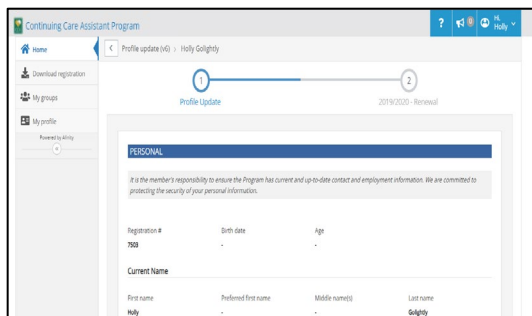 Continuing Care Assistant Program
? 0 Hi, Holly
Home
Download registration
My groups
My profile
Powered by Alinity
Profile update (v6) > Holly Golightly
1 2
Profile Update 2019/2020 - Renewal
PERSONAL
It is the member's responsibility to ensure the Program has current and up-to-date contact and employment information. We are committed to
protecting the security of your personal information.
Registration # Birth date Age
7503 - -
Current Name
First name Preferred first name Middle name(s) Last name
Holly - - Golightly